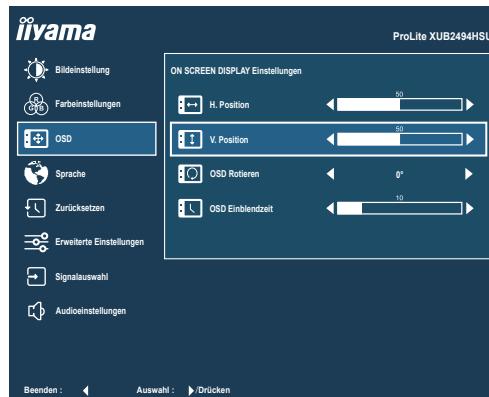 iiyama
ProLite XUB2494HSU
Bildeinstellung
Farbeinstellungen
R
G B
OSD
Sprache
Zurücksetzen
Erweiterte Einstellungen
Signalauswahl
Audioeinstellungen
ON SCREEN DISPLAY Einstellungen
H. Position
50
V. Position
50
OSD Rotieren
0°
OSD Einblendzeit
10
Beenden :
Auswahl : /Drücken